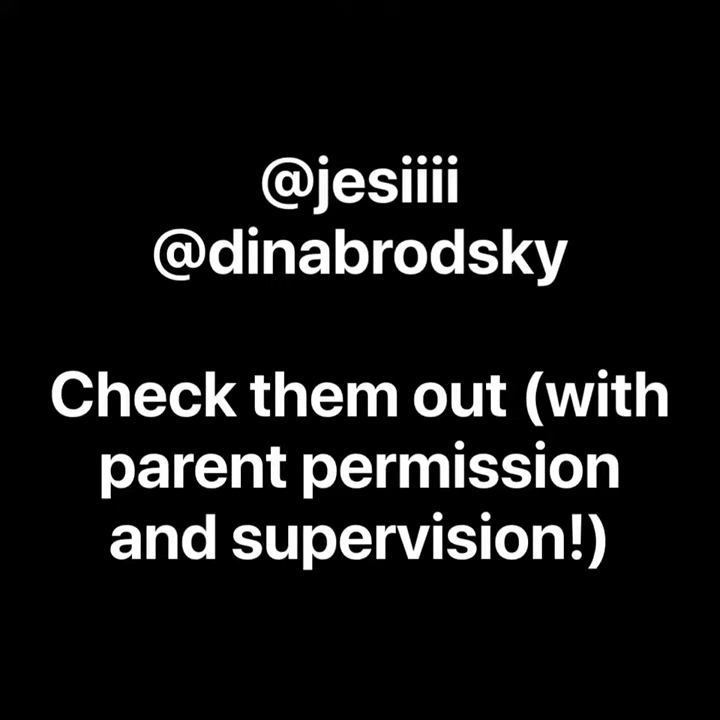 @jesiiii
@dinabrodsky
Check them out (with
parent permission
and supervision!)